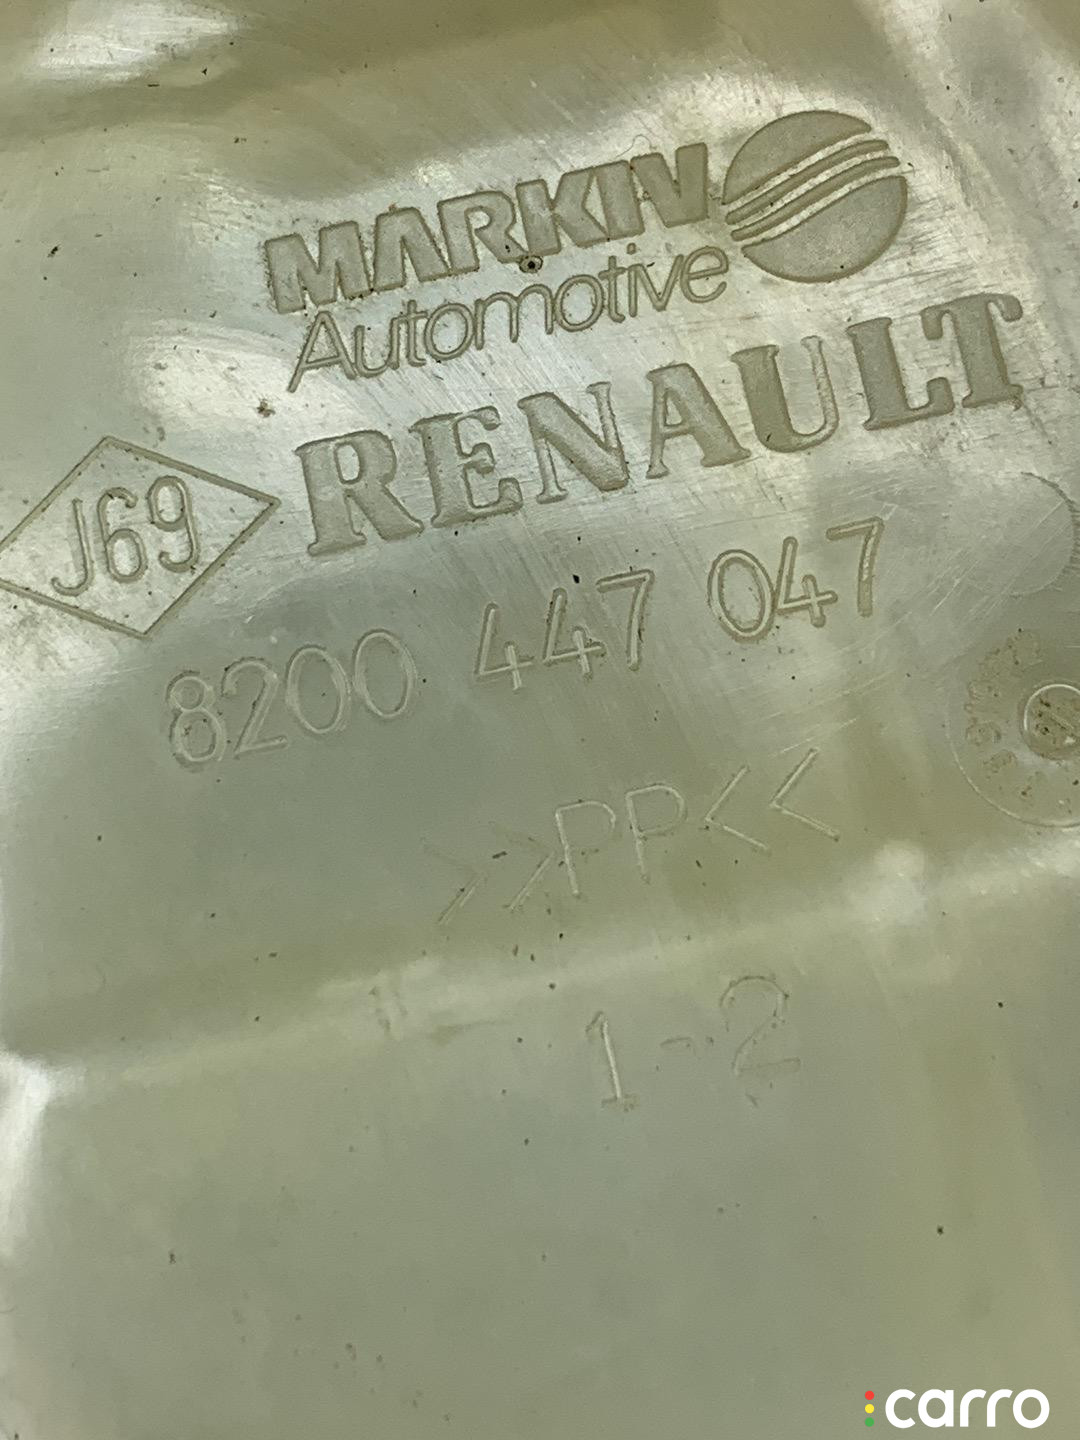 MARKIV
Automotive
RENAULT
J69
8200 447 047
>>PP<<
1-2
carro